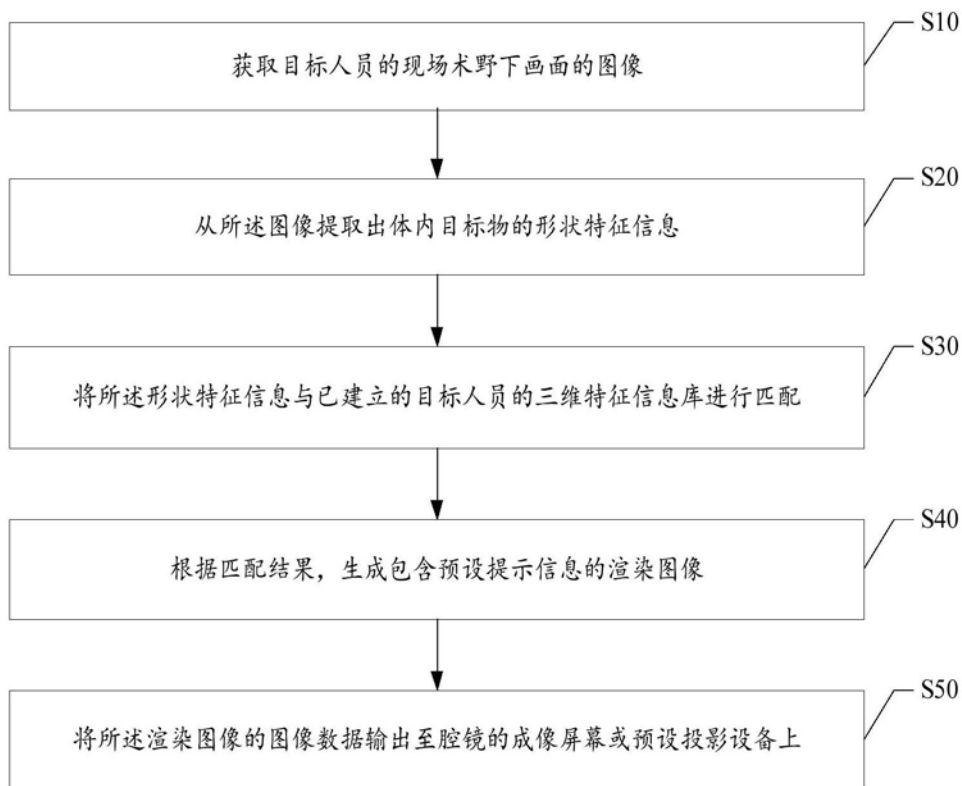 S10
获取目标人员的现场术野下画面的图像
S20
从所述图像提取出体内目标物的形状特征信息
S30
将所述形状特征信息与已建立的目标人员的三维特征信息库进行匹配
S40
根据匹配结果，生成包含预设提示信息的渲染图像
S50
将所述渲染图像的图像数据输出至腔镜的成像屏幕或预设投影设备上